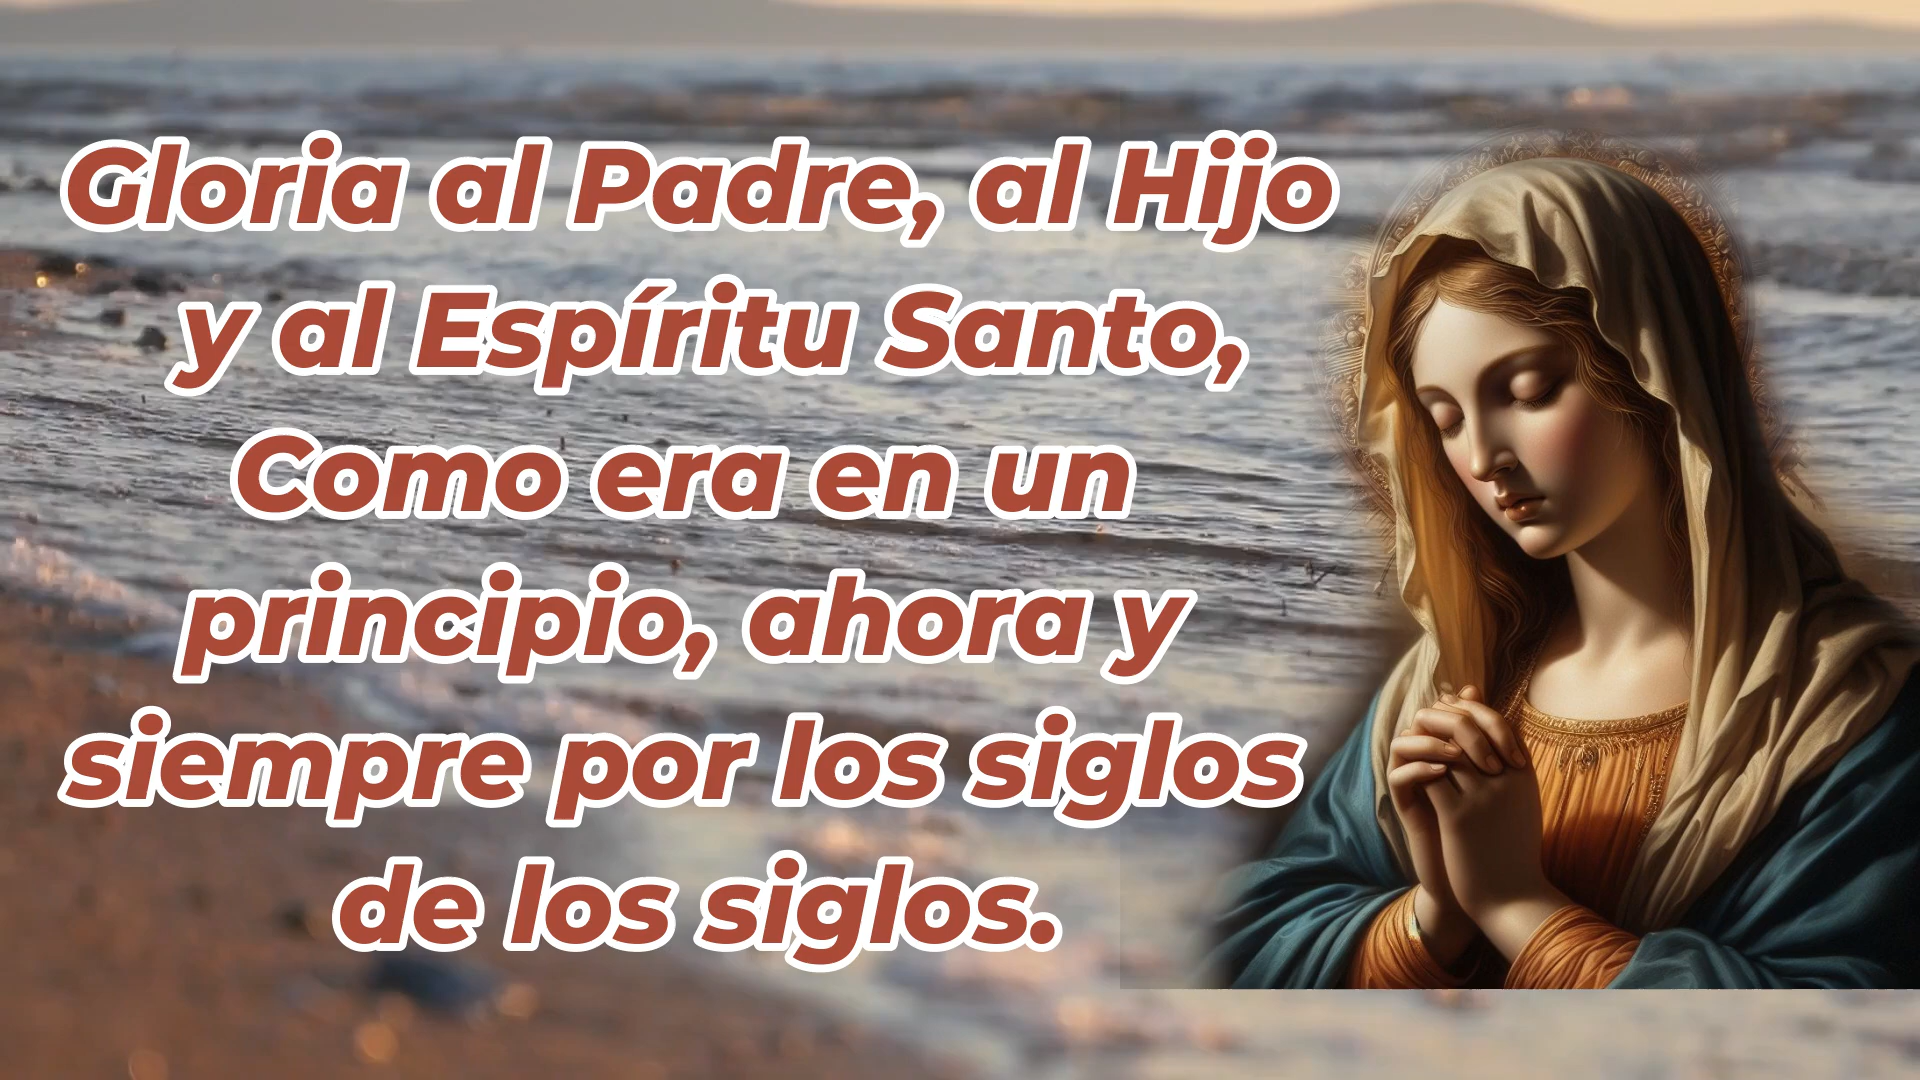 Gloria al Padre, al Hijo
y al Espíritu Santo,
Como era en un
principio, ahora y
siempre por los siglos
de los siglos.